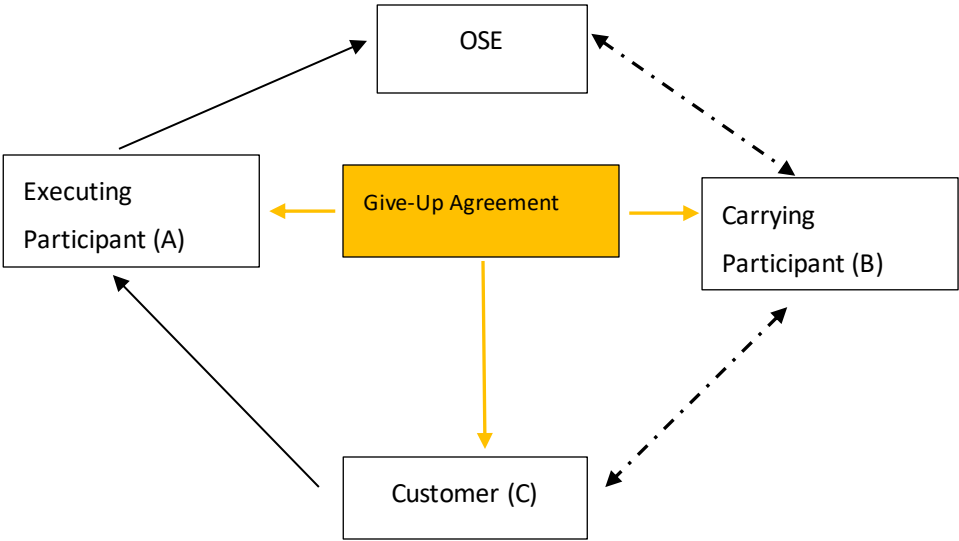 OSE
Executing
Participant (A)
Give-Up Agreement
Carrying
Participant (B)
Customer (C)